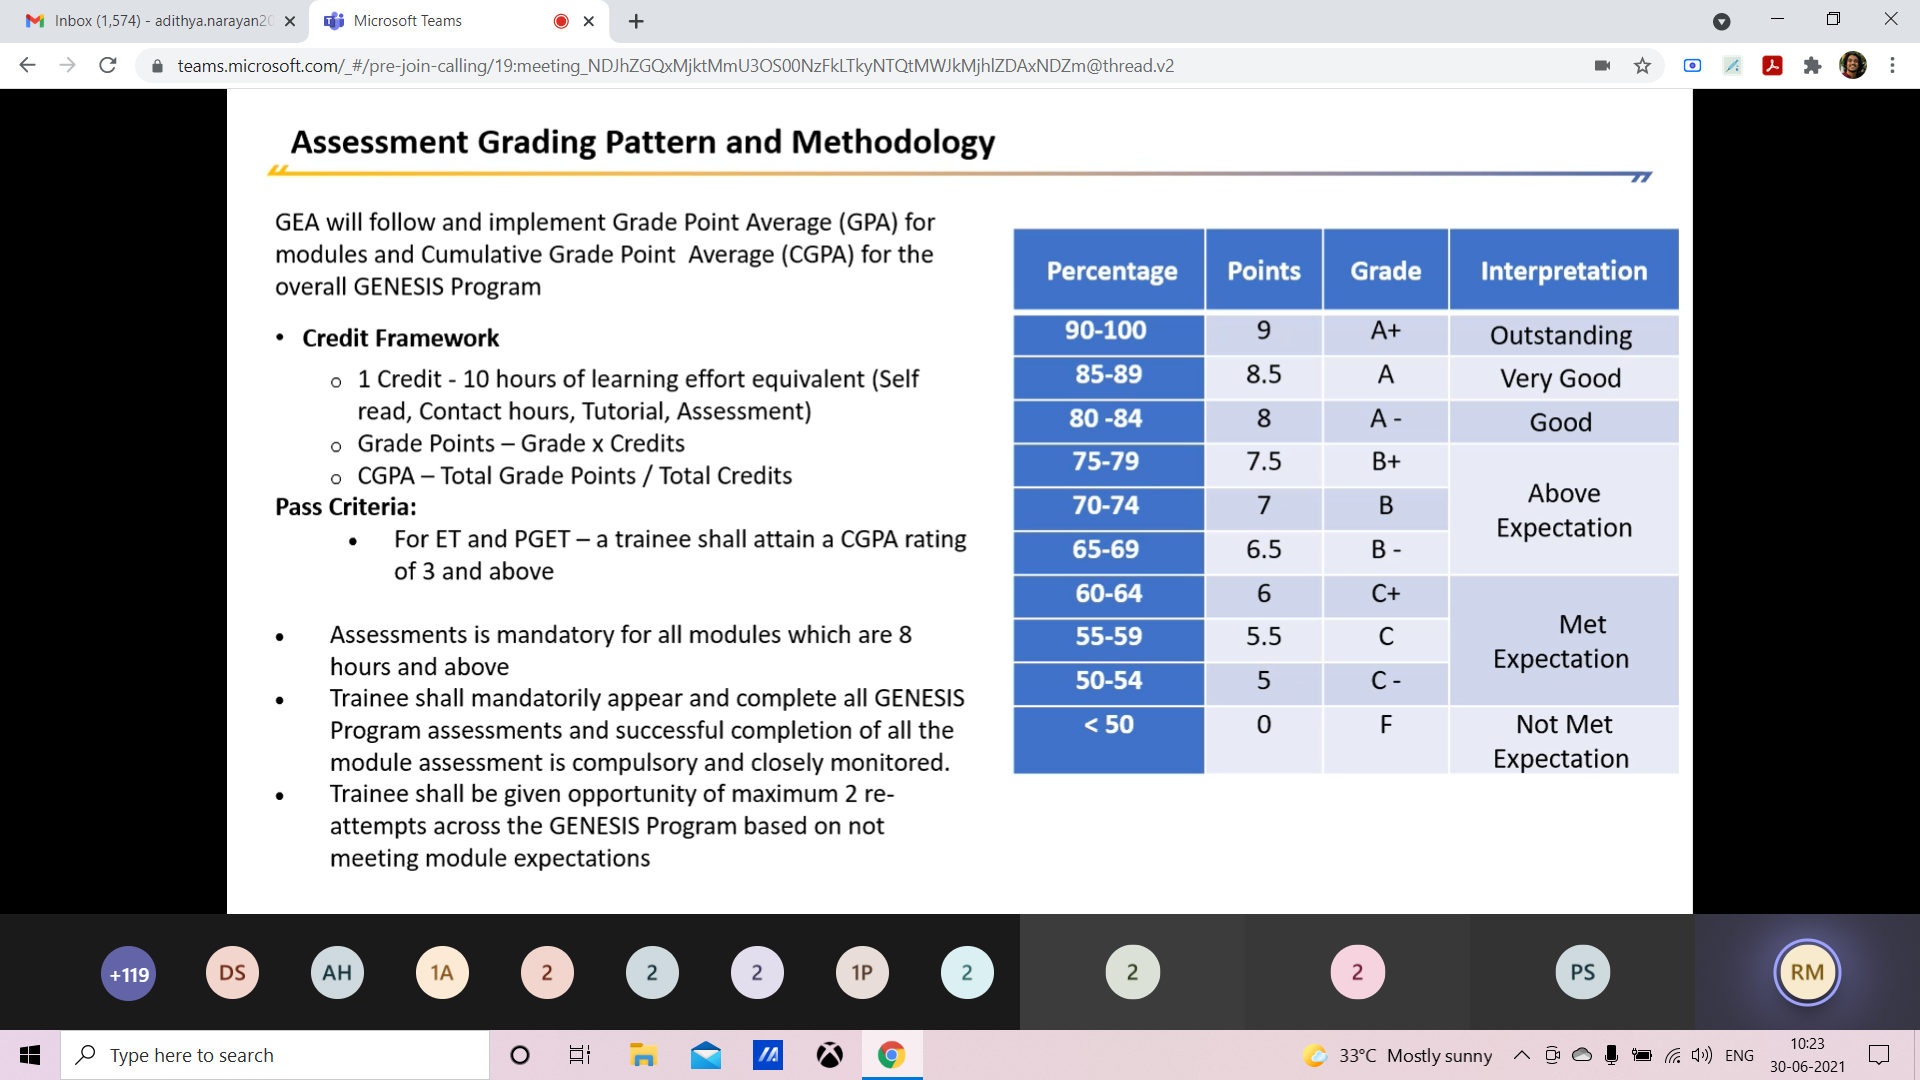 Inbox (1,574) - adithya.narayan20
Microsoft Teams
teams.microsoft.com/_#/pre-join-calling/19:meeting_NDJhZGQxMjktMmU3OS00NzFkLTkyNTQtMWJkMjhlZDAxNDZm@thread.v2
Assessment Grading Pattern and Methodology
GEA will follow and implement Grade Point Average (GPA) for
modules and Cumulative Grade Point Average (CGPA) for the
overall GENESIS Program
• Credit Framework
o 1 Credit - 10 hours of learning effort equivalent (Self
read, Contact hours, Tutorial, Assessment)
o Grade Points – Grade x Credits
o CGPA – Total Grade Points / Total Credits
Pass Criteria:
• For ET and PGET – a trainee shall attain a CGPA rating
of 3 and above
• Assessments is mandatory for all modules which are 8
hours and above
• Trainee shall mandatorily appear and complete all GENESIS
Program assessments and successful completion of all the
module assessment is compulsory and closely monitored.
• Trainee shall be given opportunity of maximum 2 re-
attempts across the GENESIS Program based on not
meeting module expectations
Percentage Points Grade Interpretation
90-100 9 A+ Outstanding
85-89 8.5 A Very Good
80 -84 8 A - Good
75-79 7.5 B+
70-74 7 B
65-69 6.5 B -
Above
Expectation
60-64 6 C+
55-59 5.5 C
50-54 5 C -
Met
Expectation
< 50 0 F Not Met
Expectation
+119 DS AH 1A 2 2 2 1P 2 2 2 PS RM
Type here to search
33°C Mostly sunny
ENG
10:23
30-06-2021